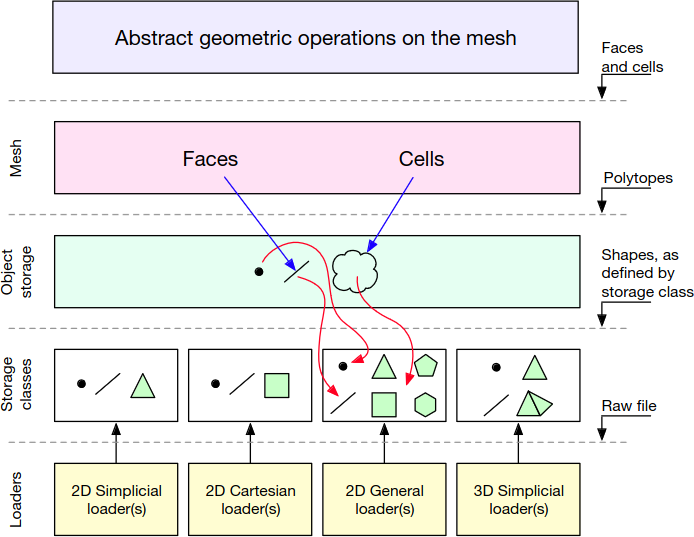 Abstract geometric operations on the mesh
Faces
and cells
Mesh
Faces
Cells
Polytopes
Object
storage
Shapes, as
defined by
storage class
Storage
classes
Raw file
Loaders
2D Simplicial
loader(s)
2D Cartesian
loader(s)
2D General
loader(s)
3D Simplicial
loader(s)